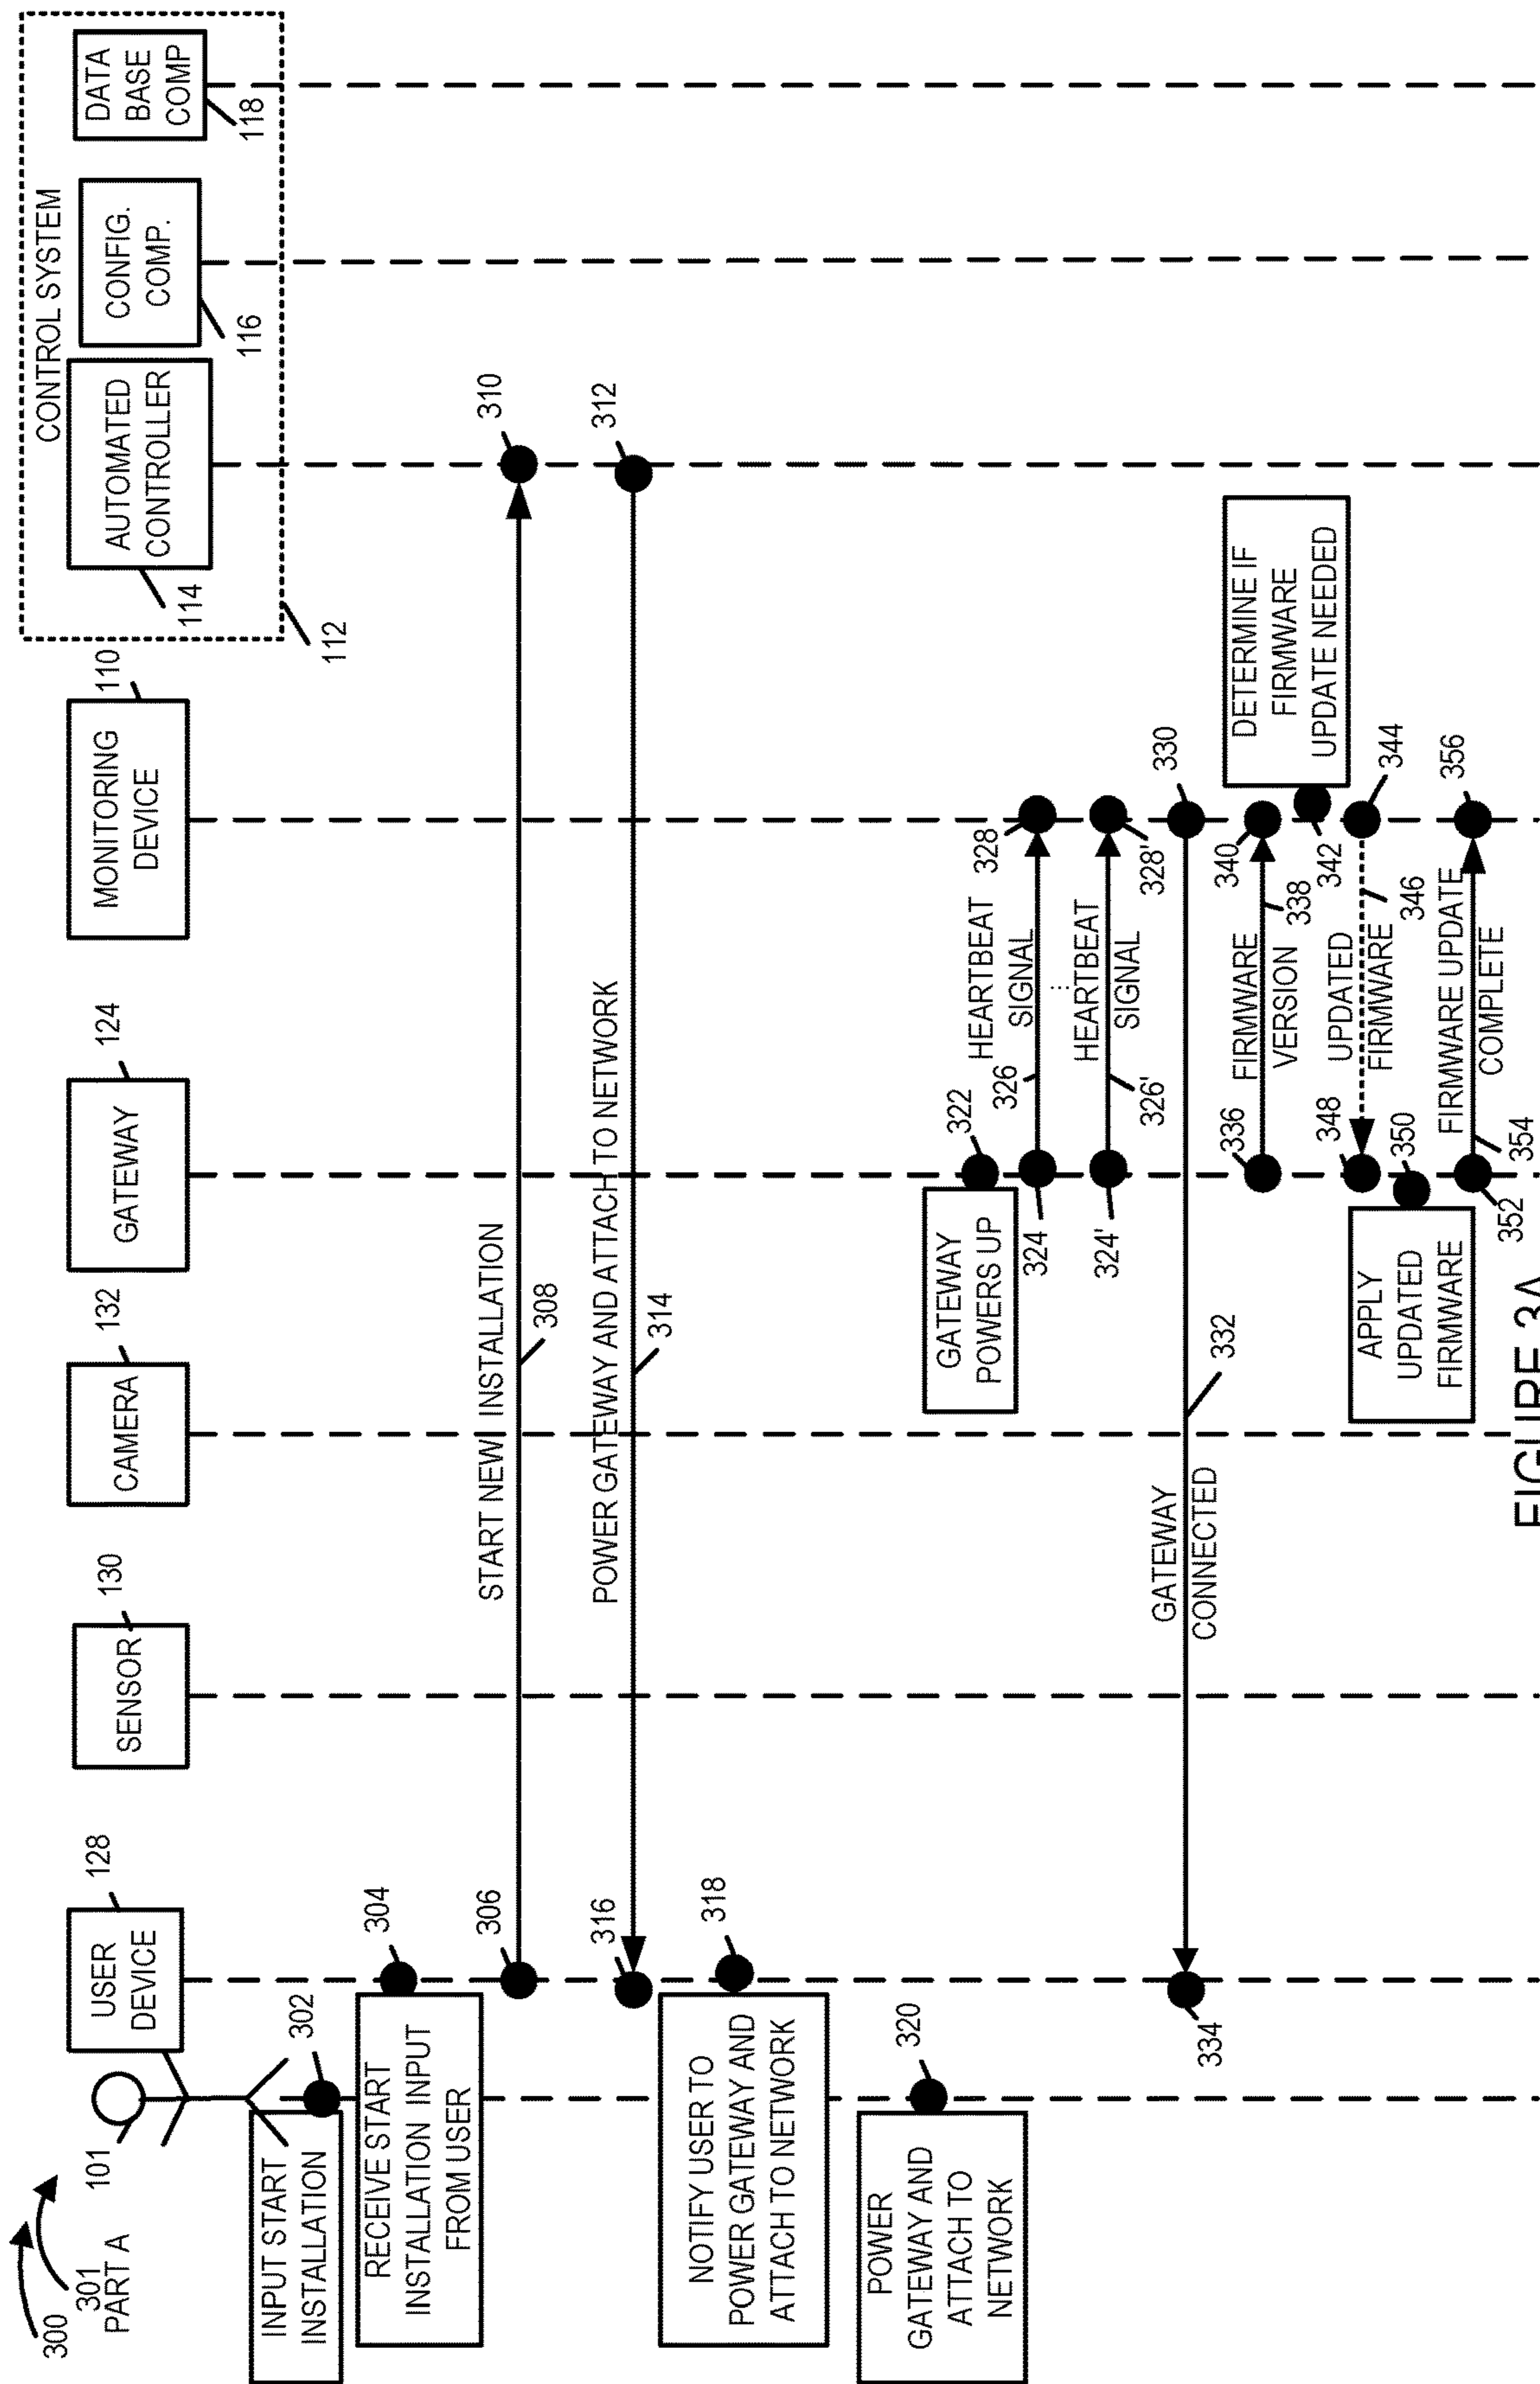 300
301
PART A
101
USER
DEVICE
128
SENSOR
130
CAMERA
132
GATEWAY
124
MONITORING
DEVICE
110
CONTROL SYSTEM
AUTOMATED
CONTROLLER
114
CONFIG.
COMP.
116
DATA
BASE
COMP
118
112
INPUT START
INSTALLATION
302
RECEIVE START
INSTALLATION INPUT
FROM USER
304
306
START NEW INSTALLATION
308
310
312
POWER GATEWAY AND ATTACH TO NETWORK
314
316
NOTIFY USER TO
POWER GATEWAY AND
ATTACH TO NETWORK
318
POWER
GATEWAY AND
ATTACH TO
NETWORK
320
GATEWAY
POWERS UP
322
HEARTBEAT
SIGNAL
324
326
328
...
HEARTBEAT
SIGNAL
324'
326'
328'
330
GATEWAY
CONNECTED
332
334
336
FIRMWARE
VERSION
338
340
DETERMINE IF
FIRMWARE
UPDATE NEEDED
342
344
UPDATED
FIRMWARE
346
348
APPLY
UPDATED
FIRMWARE
350
352
FIRMWARE UPDATE
COMPLETE
354
356
FIGURE 3A